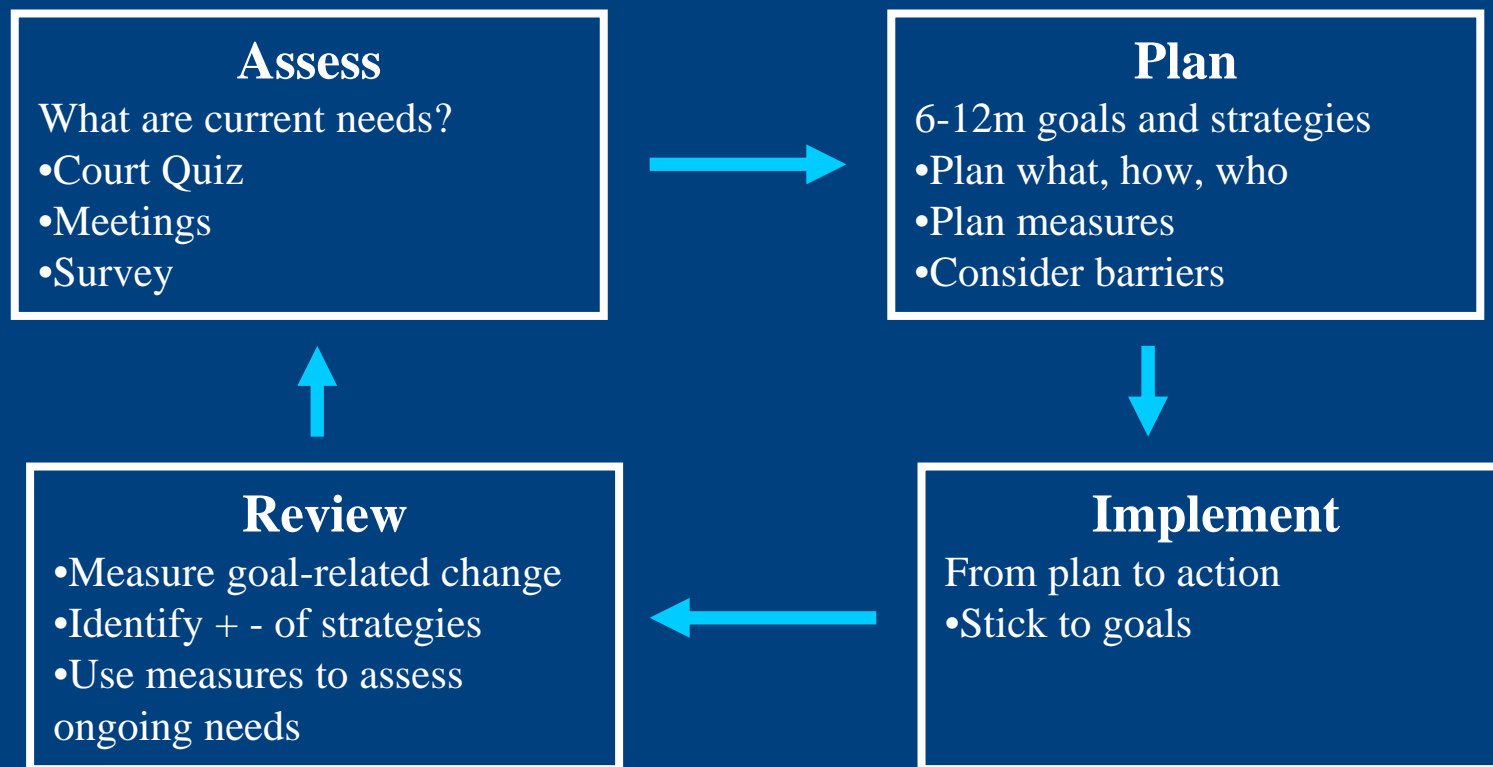 Assess
What are current needs?
•Court Quiz
•Meetings
•Survey
Plan
6-12m goals and strategies
•Plan what, how, who
•Plan measures
•Consider barriers
Review
•Measure goal-related change
•Identify + - of strategies
•Use measures to assess
ongoing needs
Implement
From plan to action
•Stick to goals